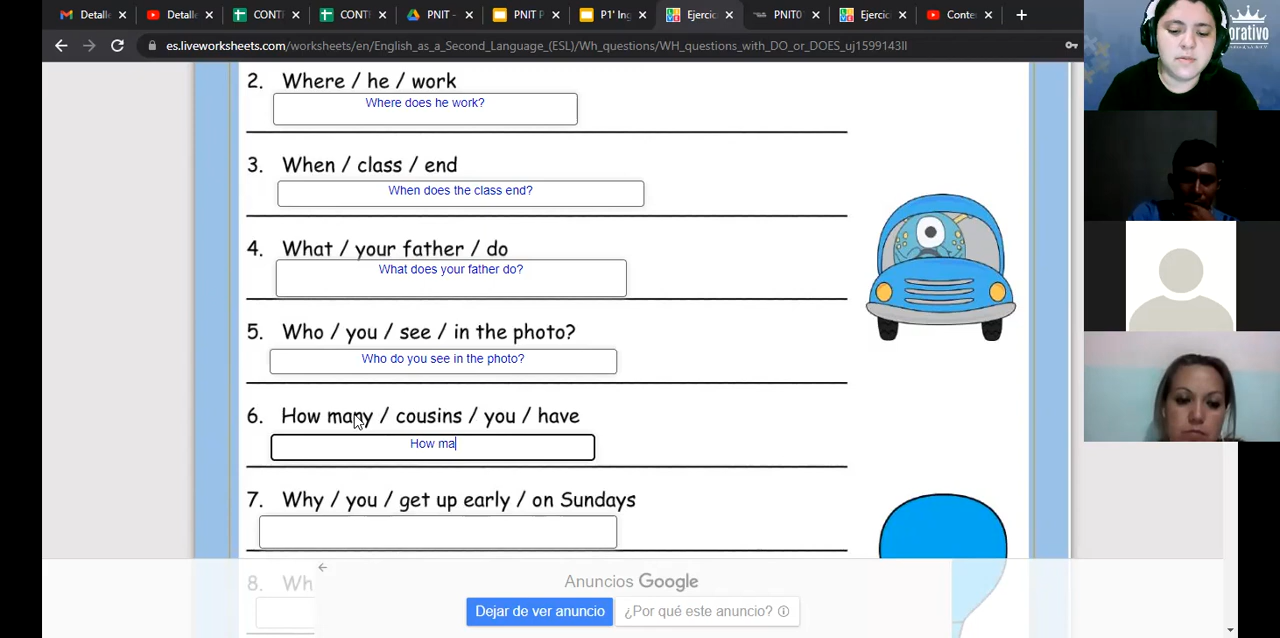 Detalle
Detalle
CONT
CONT
PNIT -
PNIT P
P1' Ing
Ejercic
PNIT0
Ejercic
Conte
es.liveworksheets.com/worksheets/en/English_as_a_Second_Language_(ESL)/Wh_questions/WH_questions_with_DO_or_DOES_uj1599143ll
orativo
2. Where / he / work
Where does he work?
3. When / class / end
When does the class end?
4. What / your father / do
What does your father do?
5. Who / you / see / in the photo?
Who do you see in the photo?
6. How many / cousins / you / have
How ma
7. Why / you / get up early / on Sundays
8. Wh
Anuncios Google
Dejar de ver anuncio
¿Por qué este anuncio?